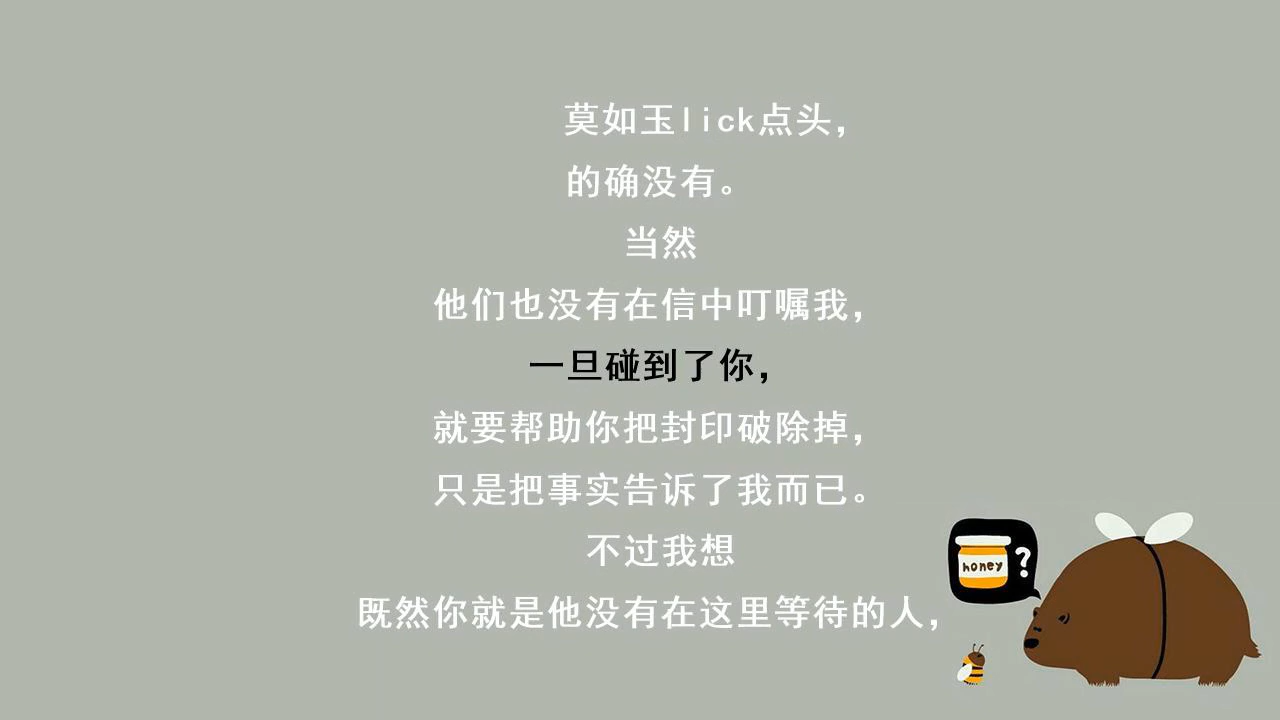 莫如玉lick点头，
的确没有。
当然
他们也没有在信中叮嘱我，
一旦碰到了你，
就要帮助你把封印破除掉，
只是把事实告诉了我而已。
不过我想
既然你就是他没有在这里等待的人，
honey
?